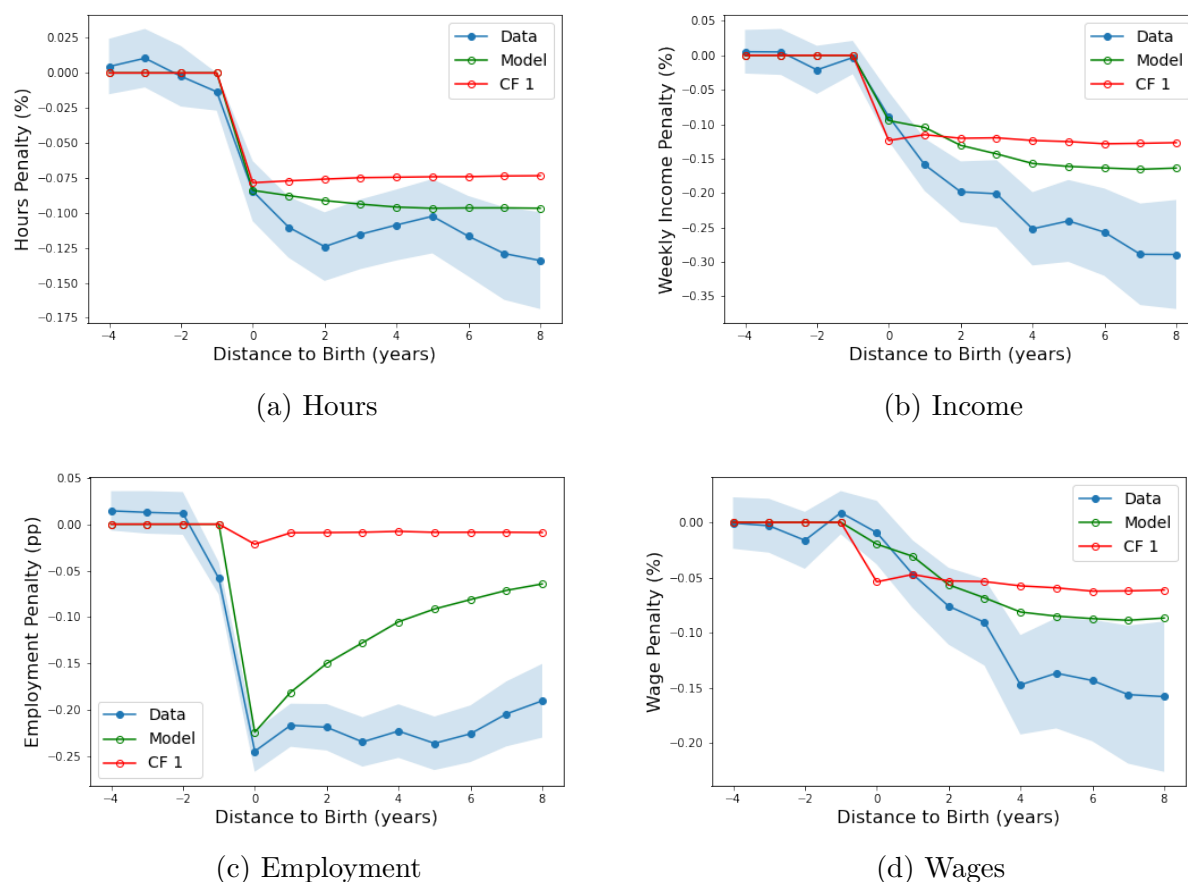 0.025
0.000
−0.025
−0.050
−0.075
−0.100
−0.125
−0.150
−0.175
Hours Penalty (%)
Data
Model
CF 1
−4 −2 0 2 4 6 8
Distance to Birth (years)
(a) Hours
0.05
0.00
−0.05
−0.10
−0.15
−0.20
−0.25
−0.30
−0.35
Weekly Income Penalty (%)
Data
Model
CF 1
−4 −2 0 2 4 6 8
Distance to Birth (years)
(b) Income
0.05
0.00
−0.05
−0.10
−0.15
−0.20
−0.25
Employment Penalty (pp)
Data
Model
CF 1
−4 −2 0 2 4 6 8
Distance to Birth (years)
(c) Employment
0.00
−0.05
−0.10
−0.15
−0.20
Wage Penalty (%)
Data
Model
CF 1
−4 −2 0 2 4 6 8
Distance to Birth (years)
(d) Wages